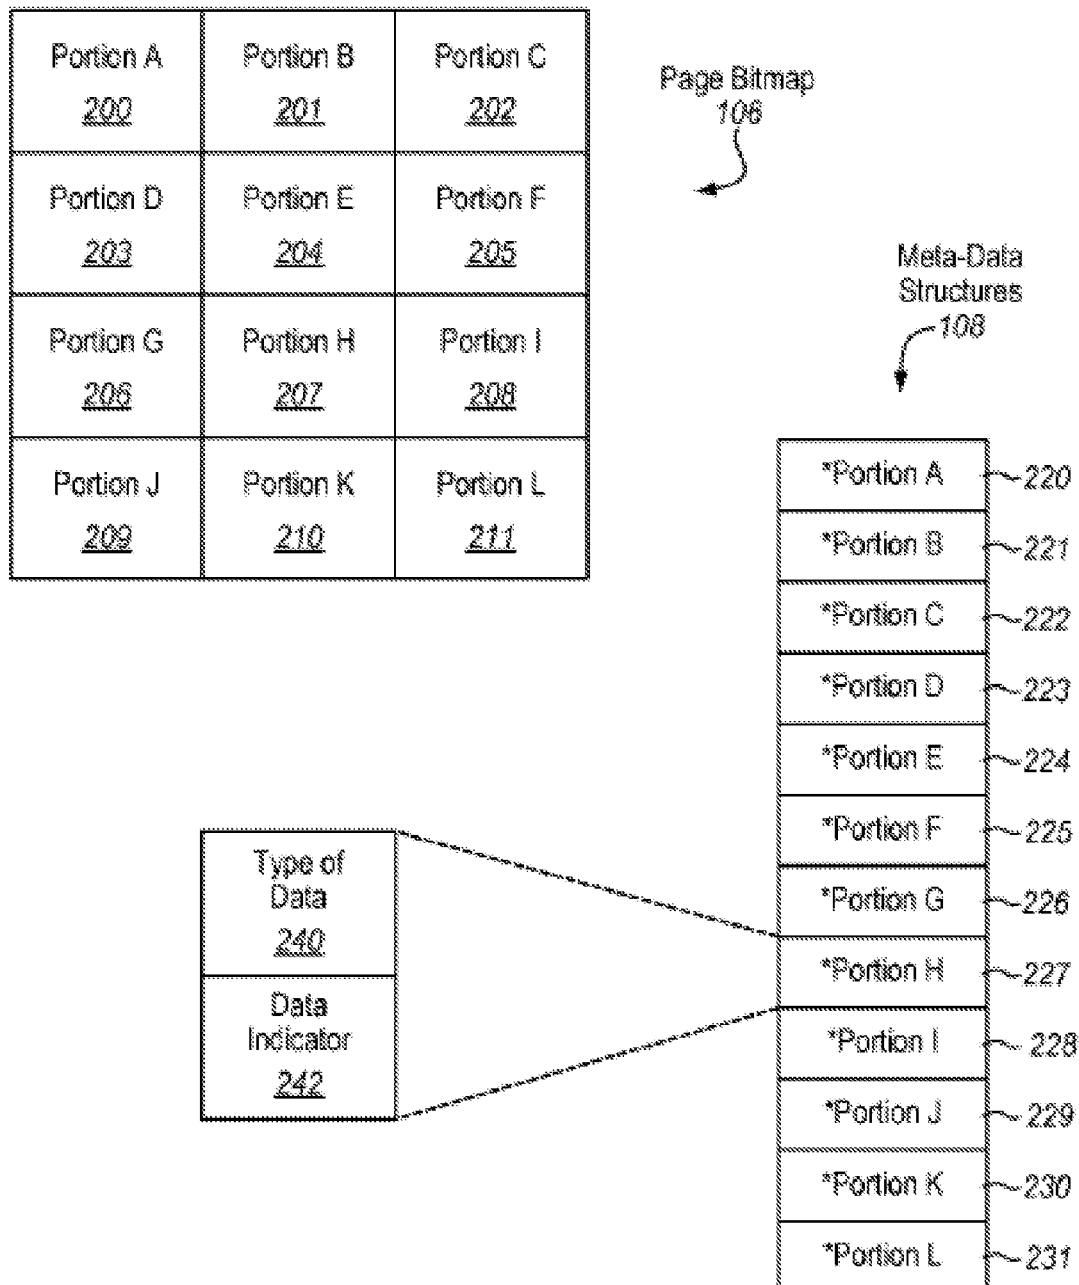 Portion A
200
Portion B
201
Portion C
202
Portion D
203
Portion E
204
Portion F
205
Portion G
206
Portion H
207
Portion I
208
Portion J
209
Portion K
210
Portion L
211
Page Bitmap
106
Meta-Data
Structures
108
*Portion A
220
*Portion B
221
*Portion C
222
*Portion D
223
*Portion E
224
*Portion F
225
*Portion G
226
*Portion H
227
*Portion I
228
*Portion J
229
*Portion K
230
*Portion L
231
Type of
Data
240
Data
Indicator
242